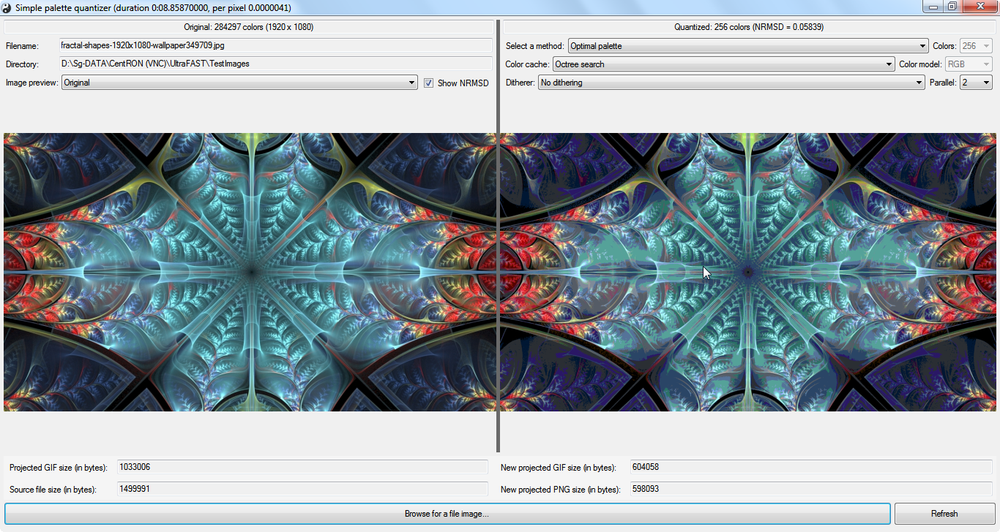 Simple palette quantizer (duration 0:08.85870000, per pixel 0.0000041)
Original: 284297 colors (1920 x 1080)
Filename: fractal-shapes-1920x1080-wallpaper349709.jpg
Directory: D:\Sg-DATA\CentRON (VNC)\UltraFAST\TestImages
Image preview: Original Show NRMSD
Quantized: 256 colors (NRMSD = 0.05839)
Select a method: Optimal palette Colors: 256
Color cache: Octree search Color model: RGB
Ditherer: No dithering Parallel: 2
Projected GIF size (in bytes): 1033006
Source file size (in bytes): 1499991
New projected GIF size (in bytes): 604058
New projected PNG size (in bytes): 598093
Browse for a file image...
Refresh